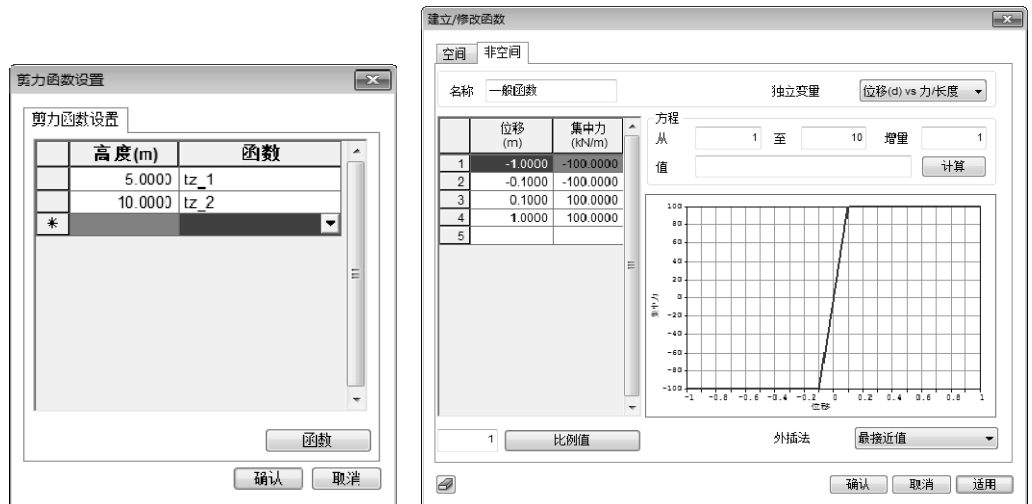 剪力函数设置
剪力函数设置
高度(m) 函数
5.0000 tz_1
10.0000 tz_2
*
函数
确认 取消
建立/修改函数
空间 非空间
名称 一般函数 独立变量 位移(d) vs 力/长度
位移 (m) 集中力 (kN/m)
1 -1.0000 -100.0000
2 -0.1000 -100.0000
3 0.1000 100.0000
4 1.0000 100.0000
5
方程
从 1 至 10 增量 1
值 计算
100
80
60
40
20
0
-20
-40
-60
-80
-100
集中力
-1 -0.8 -0.6 -0.4 -0.2 0 0.2 0.4 0.6 0.8 1
位移
1 比例值 外插法 最接近值
确认 取消 适用